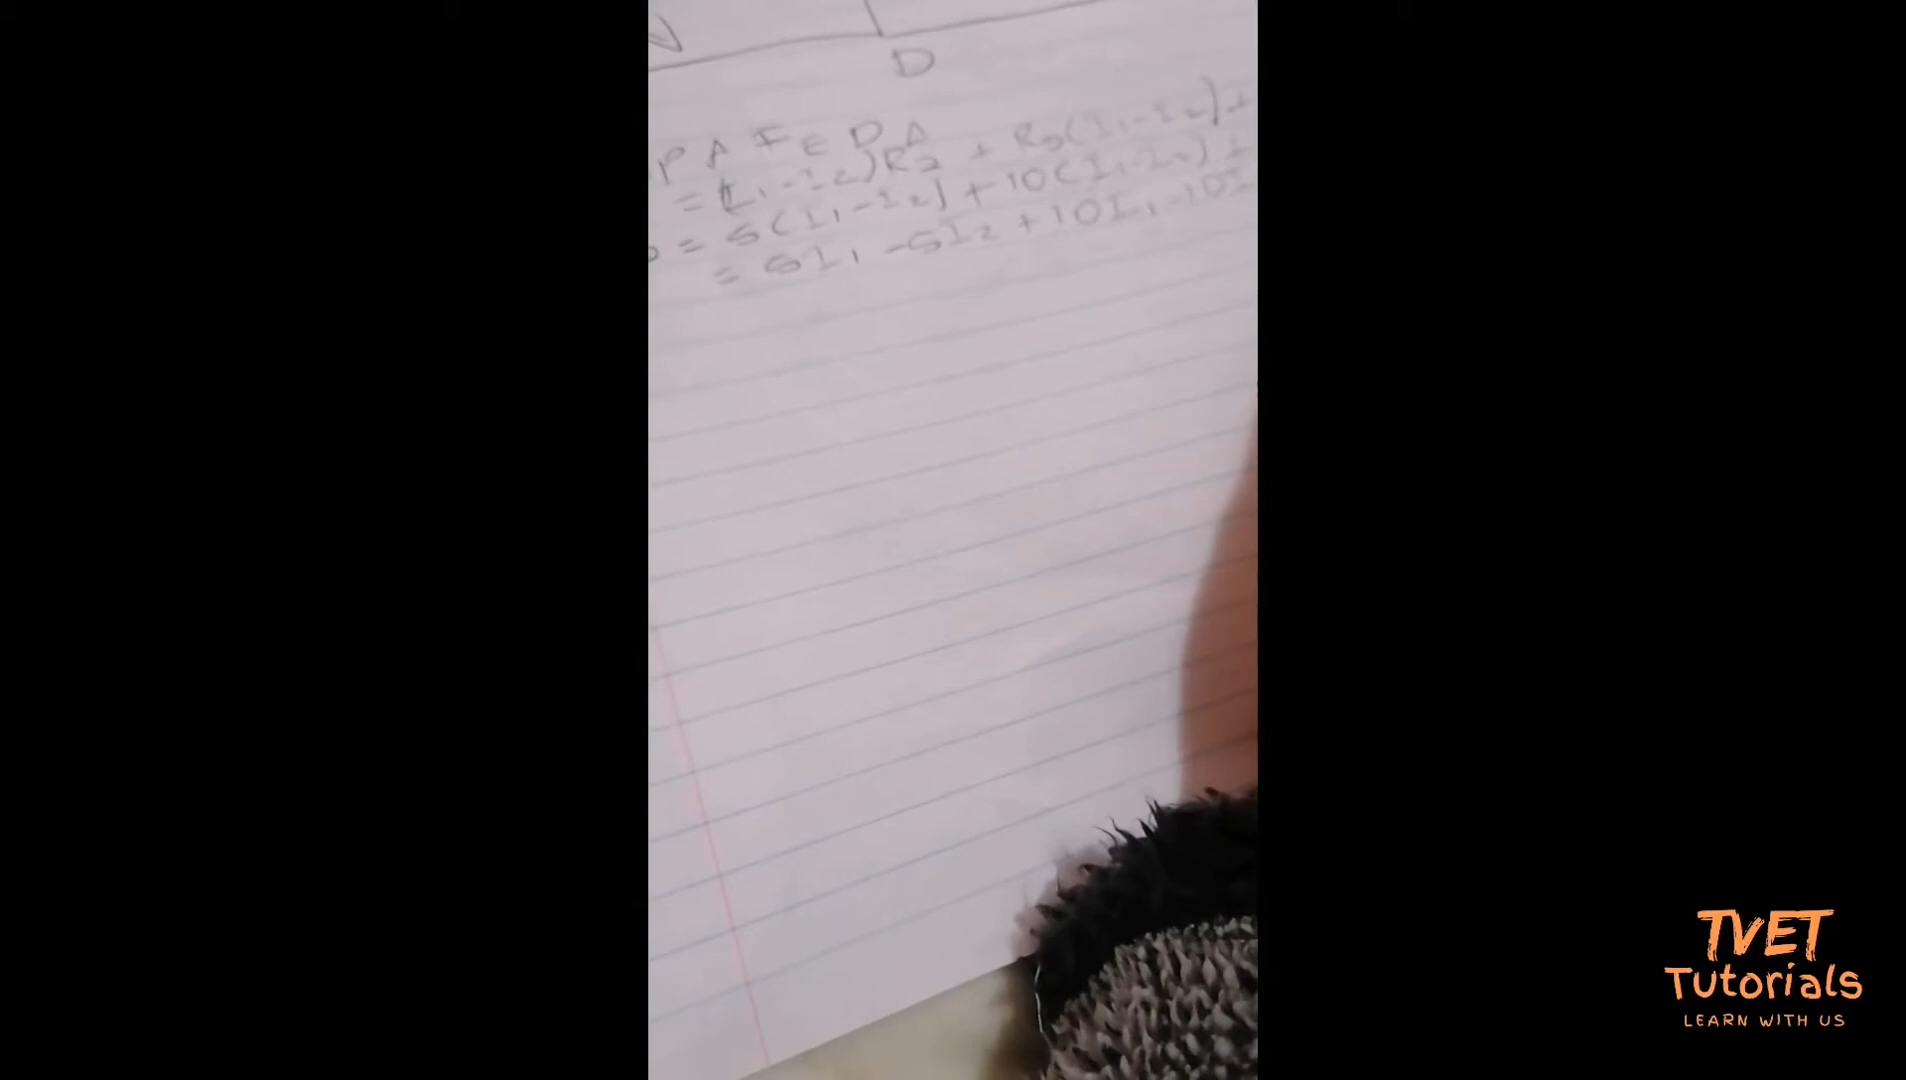 D
P A F E D A
= (I₁-I₂)R₂ + R₃(I₁-I₂)+
= 5(I₁-I₂) + 10(I₁-I₂)+
= 5I₁ -5I₂ + 10I₁ -10I
TVET
Tutorials
LEARN WITH US